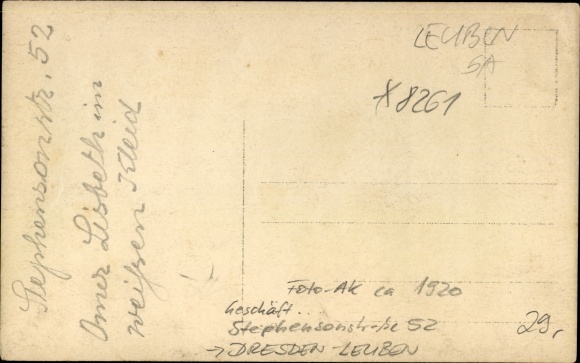 Stephensonstr. 52
Omer Lisbeth im
weißen Kleid
LEUBEN
SA
X8261
Foto-AK ca 1920
Geschäft..
Stephensonstraße 52
→ DRESDEN-LEUBEN
29,